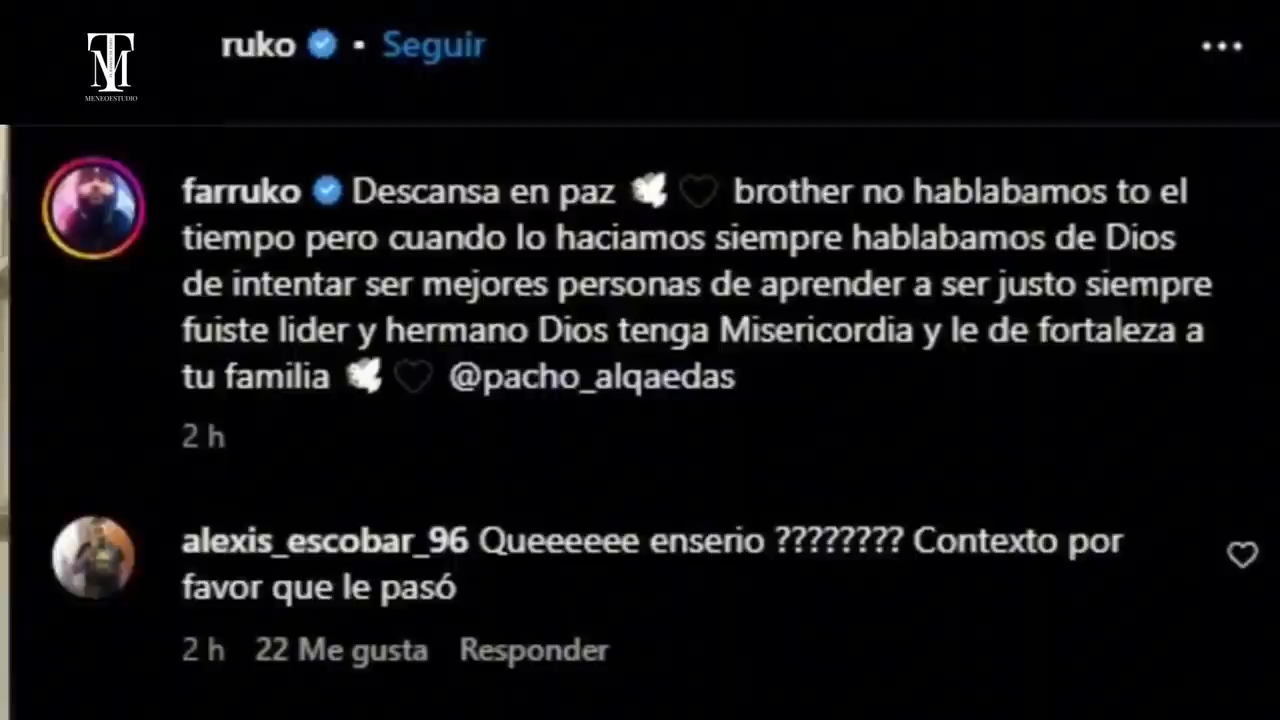 TM
MENEOESTUDIO
ruko • Seguir
farruko Descansa en paz 🕊️🖤 brother no hablabamos to el
tiempo pero cuando lo haciamos siempre hablabamos de Dios
de intentar ser mejores personas de aprender a ser justo siempre
fuiste lider y hermano Dios tenga Misericordia y le de fortaleza a
tu familia 🕊️🖤 @pacho_alqaedas
2 h
alexis_escobar_96 Queeeeee enserio ???????? Contexto por
favor que le pasó
2 h 22 Me gusta Responder